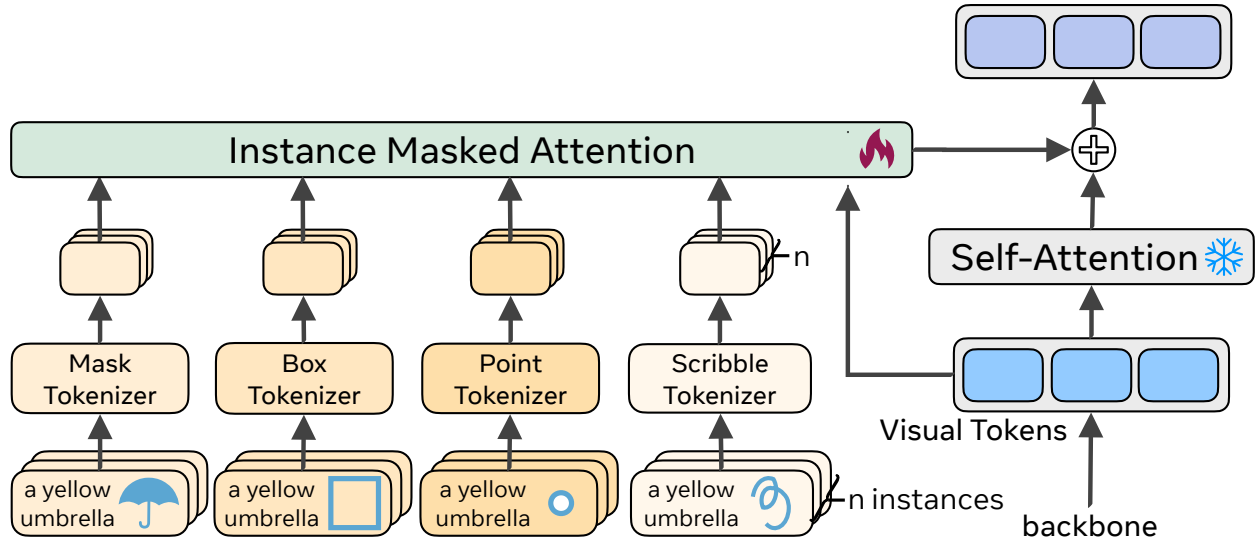 Instance Masked Attention
n
Self-Attention
Mask
Tokenizer
Box
Tokenizer
Point
Tokenizer
Scribble
Tokenizer
Visual Tokens
a yellow
umbrella
a yellow
umbrella
a yellow
umbrella
a yellow
umbrella
n instances
backbone